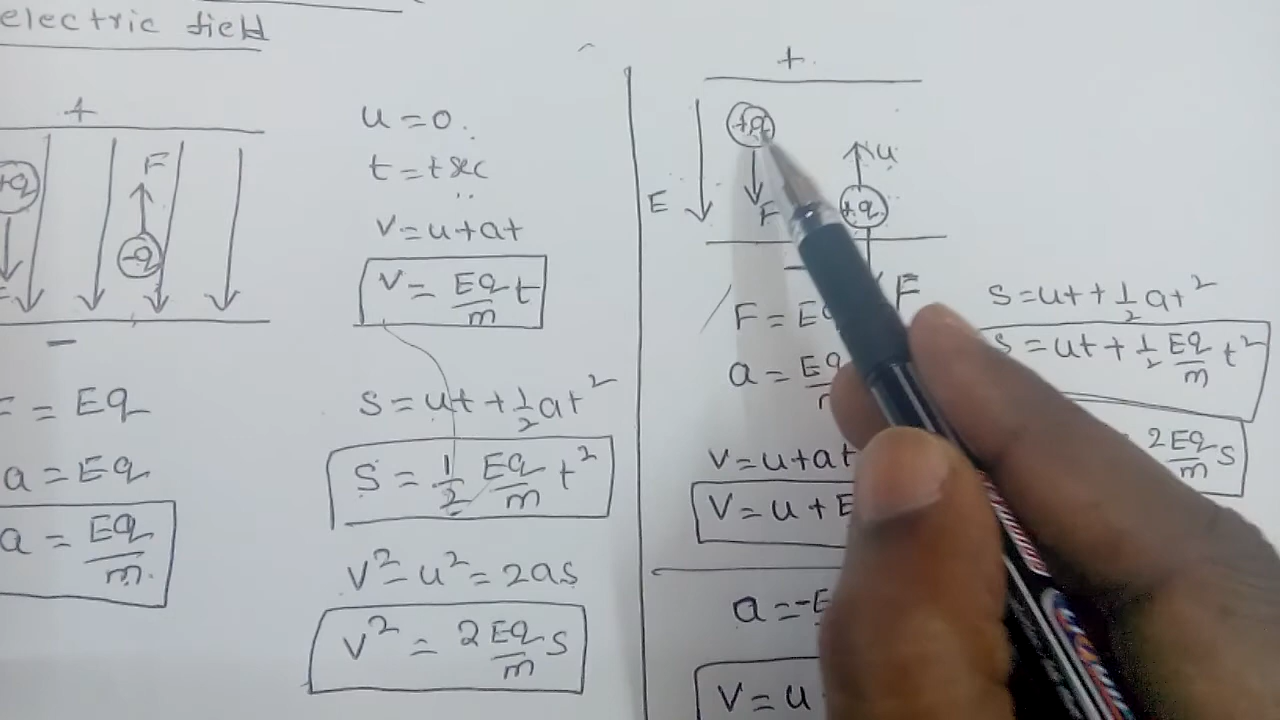 electric field
+
+q
F
-q
-
= Eq
a = Eq
a = Eq/m
u = 0
t = t sec
v = u + at
v = Eq/m t
s = ut + 1/2 at²
s = 1/2 Eq/m t²
v² - u² = 2as
v² = 2Eq/m s
+
+q
u
E
F
+q
-
F
F = E
a = Eq
v = u + at
v = u + E
a = -E
v = u
s = ut + 1/2 at²
s = ut + 1/2 Eq/m t²
2Eq/m s